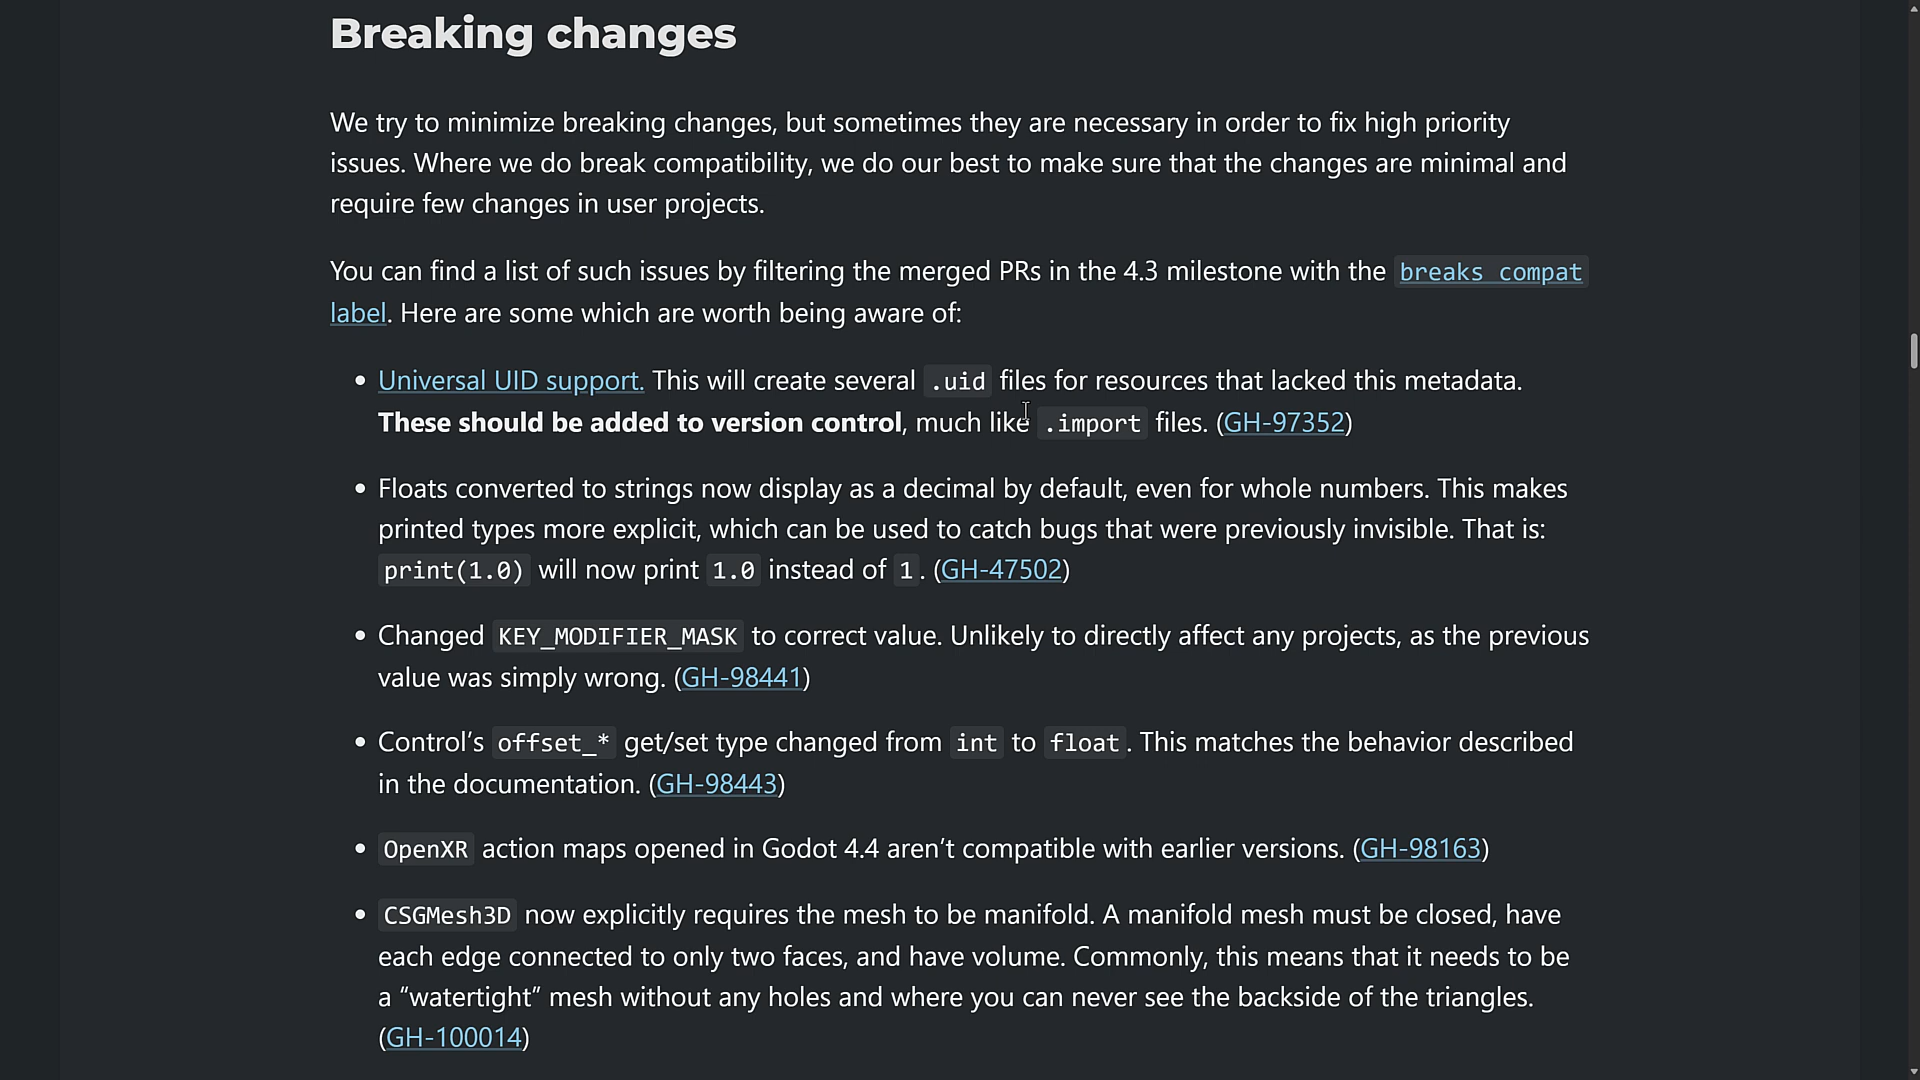 Breaking changes
We try to minimize breaking changes, but sometimes they are necessary in order to fix high priority
issues. Where we do break compatibility, we do our best to make sure that the changes are minimal and
require few changes in user projects.
You can find a list of such issues by filtering the merged PRs in the 4.3 milestone with the breaks compat
label. Here are some which are worth being aware of:
• Universal UID support. This will create several .uid files for resources that lacked this metadata.
These should be added to version control, much like .import files. (GH-97352)
• Floats converted to strings now display as a decimal by default, even for whole numbers. This makes
printed types more explicit, which can be used to catch bugs that were previously invisible. That is:
print(1.0) will now print 1.0 instead of 1. (GH-47502)
• Changed KEY_MODIFIER_MASK to correct value. Unlikely to directly affect any projects, as the previous
value was simply wrong. (GH-98441)
• Control’s offset_* get/set type changed from int to float. This matches the behavior described
in the documentation. (GH-98443)
• OpenXR action maps opened in Godot 4.4 aren’t compatible with earlier versions. (GH-98163)
• CSGMesh3D now explicitly requires the mesh to be manifold. A manifold mesh must be closed, have
each edge connected to only two faces, and have volume. Commonly, this means that it needs to be
a “watertight” mesh without any holes and where you can never see the backside of the triangles.
(GH-100014)